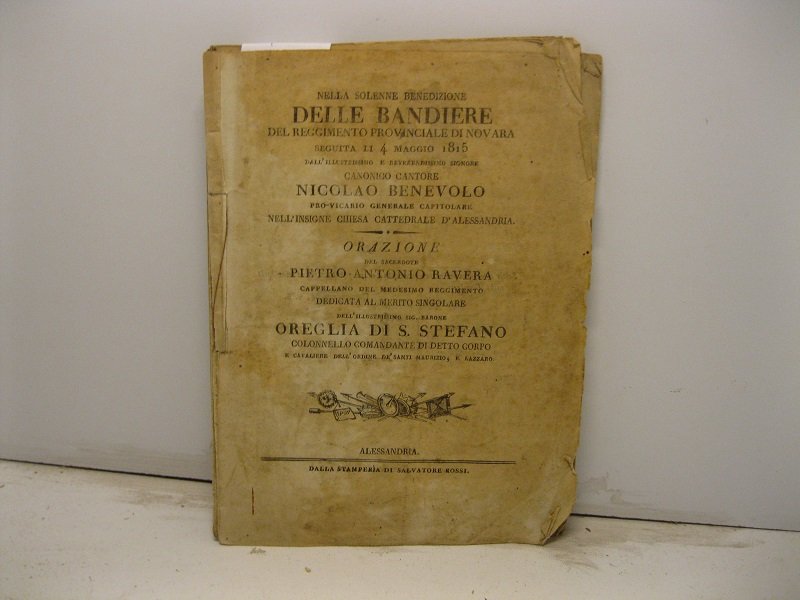 NELLA SOLENNE BENEDIZIONE
DELLE BANDIERE
DEL REGGIMENTO PROVINCIALE DI NOVARA
SEGUITA LI 4 MAGGIO 1815
DALL'ILLUSTRISSIMO E REVERENDISSIMO SIGNORE
CANONICO CANTORE
NICOLAO BENEVOLO
PRO-VICARIO GENERALE CAPITOLARE
NELL'INSIGNE CHIESA CATTEDRALE D'ALESSANDRIA.
ORAZIONE
DEL SACERDOTE
PIETRO ANTONIO RAVERA
CAPPELLANO DEL MEDESIMO REGGIMENTO
DEDICATA AL MERITO SINGOLARE
DELL'ILLUSTRISSIMO SIG. BARONE
OREGLIA DI S. STEFANO
COLONNELLO COMANDANTE DI DETTO CORPO
E CAVALIERE DELL'ORDINE DE' SANTI MAURIZIO, E LAZZARO.
ALESSANDRIA.
DALLA STAMPERIA DI SALVATORE ROSSI.